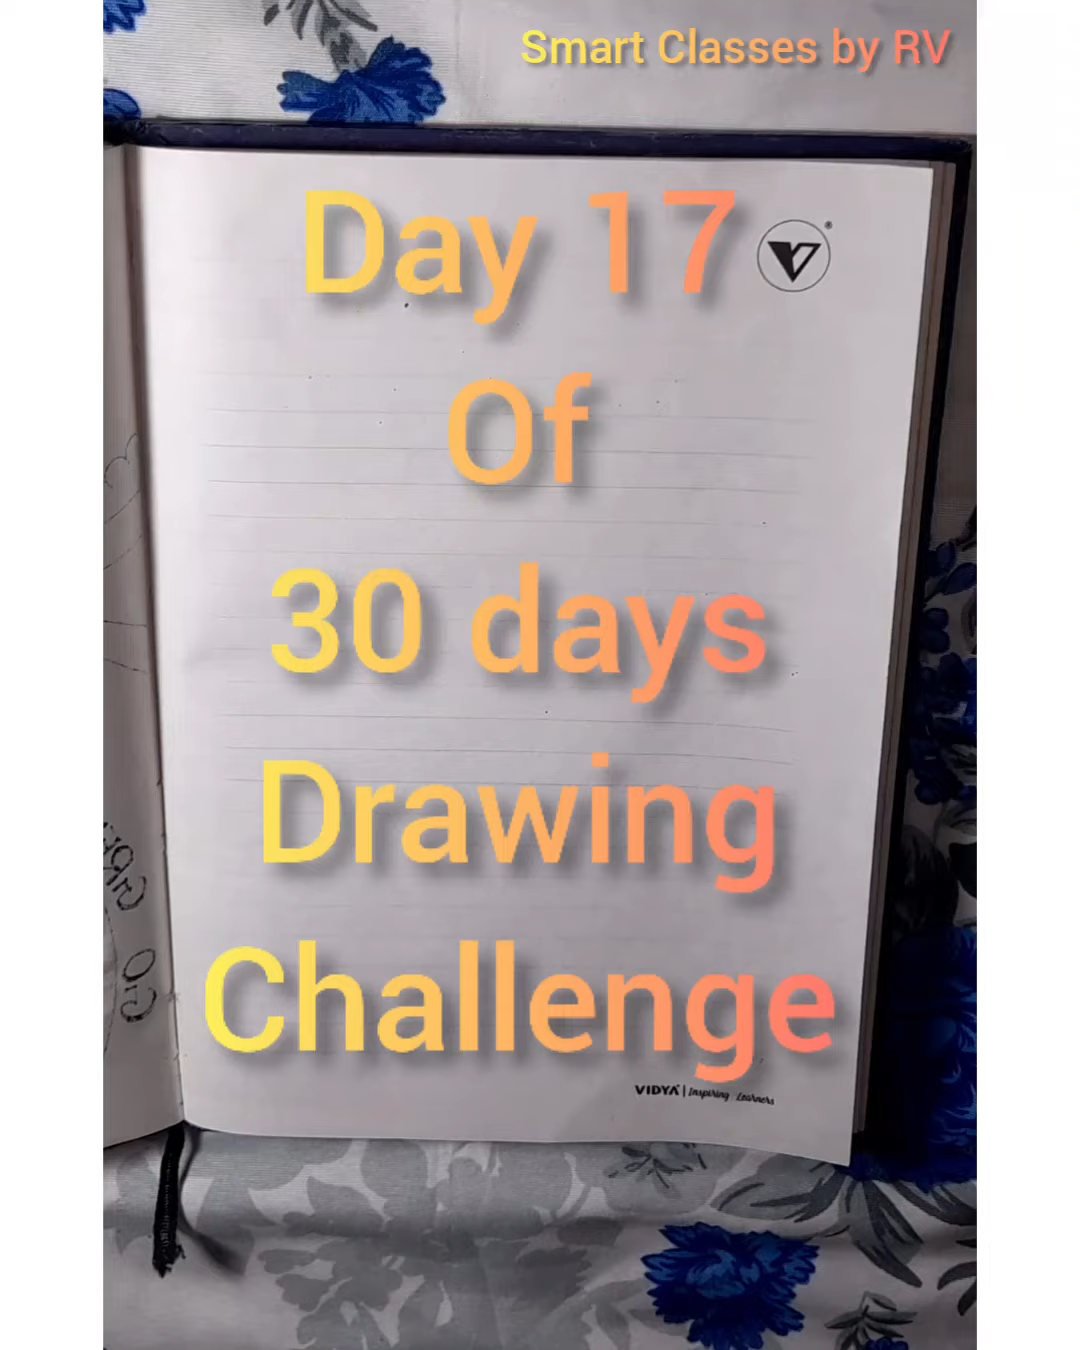 Smart Classes by RV
Day 17
Of
30 days
Drawing
Challenge
VIDYA | Inspiring Learners